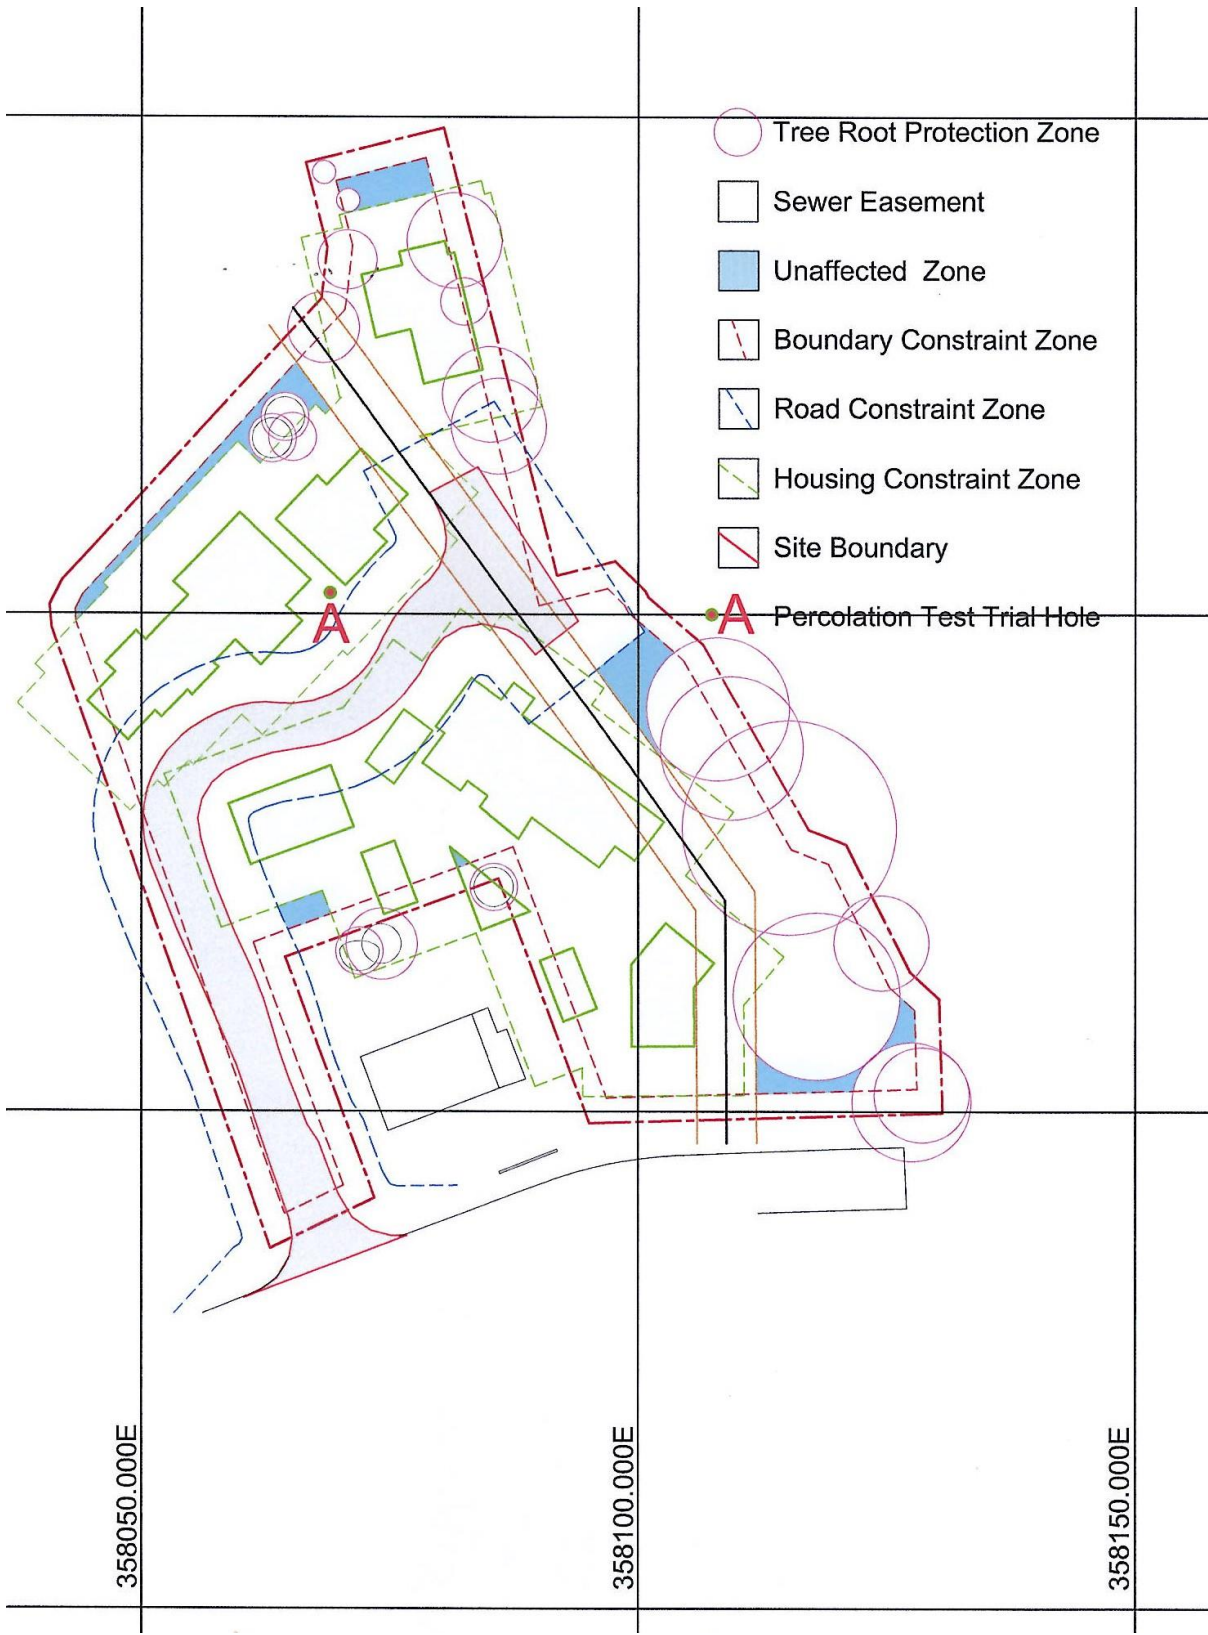 Tree Root Protection Zone
Sewer Easement
Unaffected Zone
Boundary Constraint Zone
Road Constraint Zone
Housing Constraint Zone
Site Boundary
A Percolation Test Trial Hole
A
358050.000E
358100.000E
358150.000E